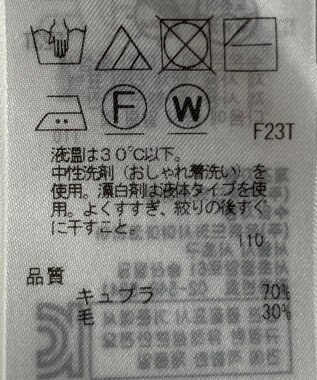 F
W
F23T
液温は30℃以下。
中性洗剤（おしゃれ着洗い）を
使用。漂白剤は液体タイプを使
用。よくすすぎ、絞りの後すぐ
に干すこと。
110
品質
キュプラ 70%
毛 30%